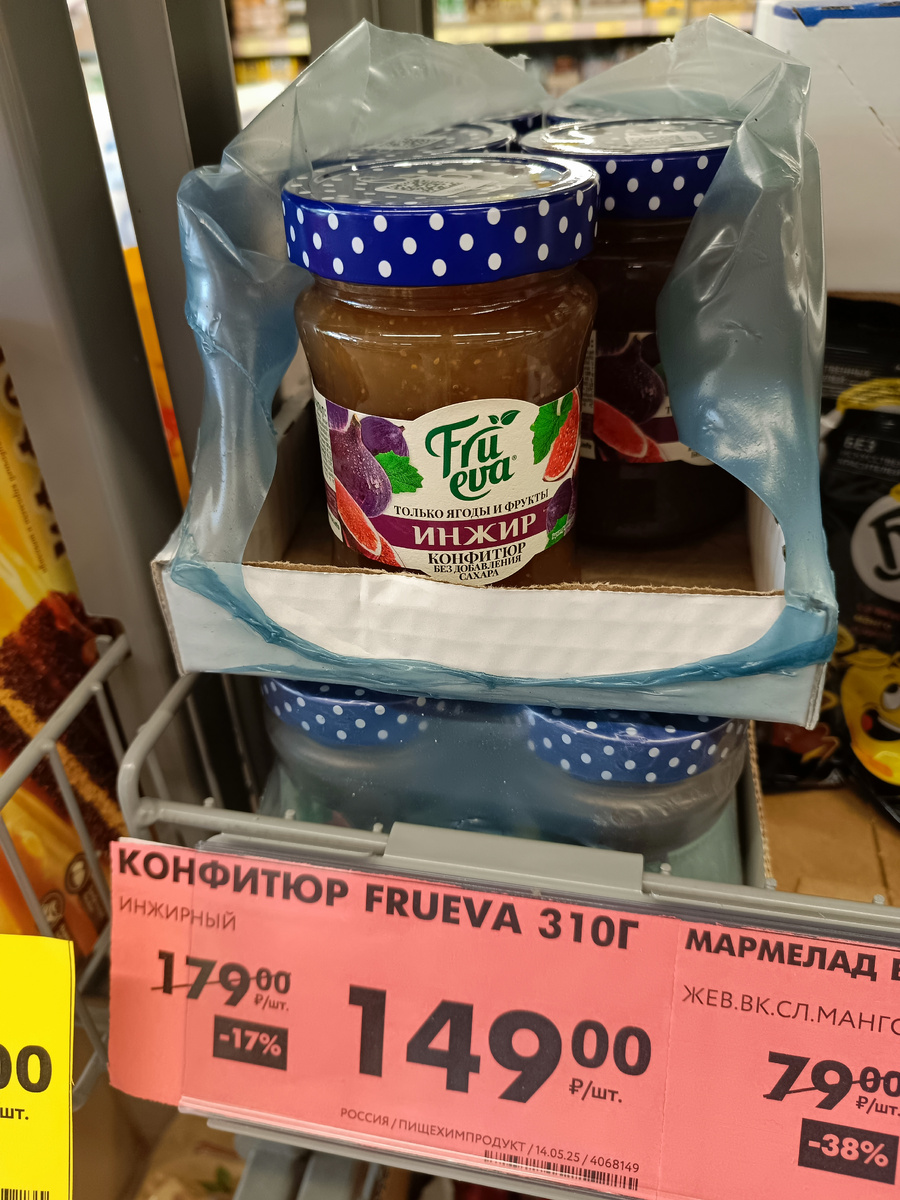 Fru
eva®
ТОЛЬКО ЯГОДЫ И ФРУКТЫ
ИНЖИР
КОНФИТЮР
БЕЗ ДОБАВЛЕНИЯ
САХАРА
БЕЗ
КОНФИТЮР FRUEVA 310Г
ИНЖИРНЫЙ
179 00
₽/шт.
-17%
149 00
₽/шт.
РОССИЯ / ПИЩЕХИМПРОДУКТ / 14.05.25 / 4068149
МАРМЕЛАД
ЖЕВ.ВК.СЛ.МАНГО
79 00
₽/шт.
-38%
00
шт.